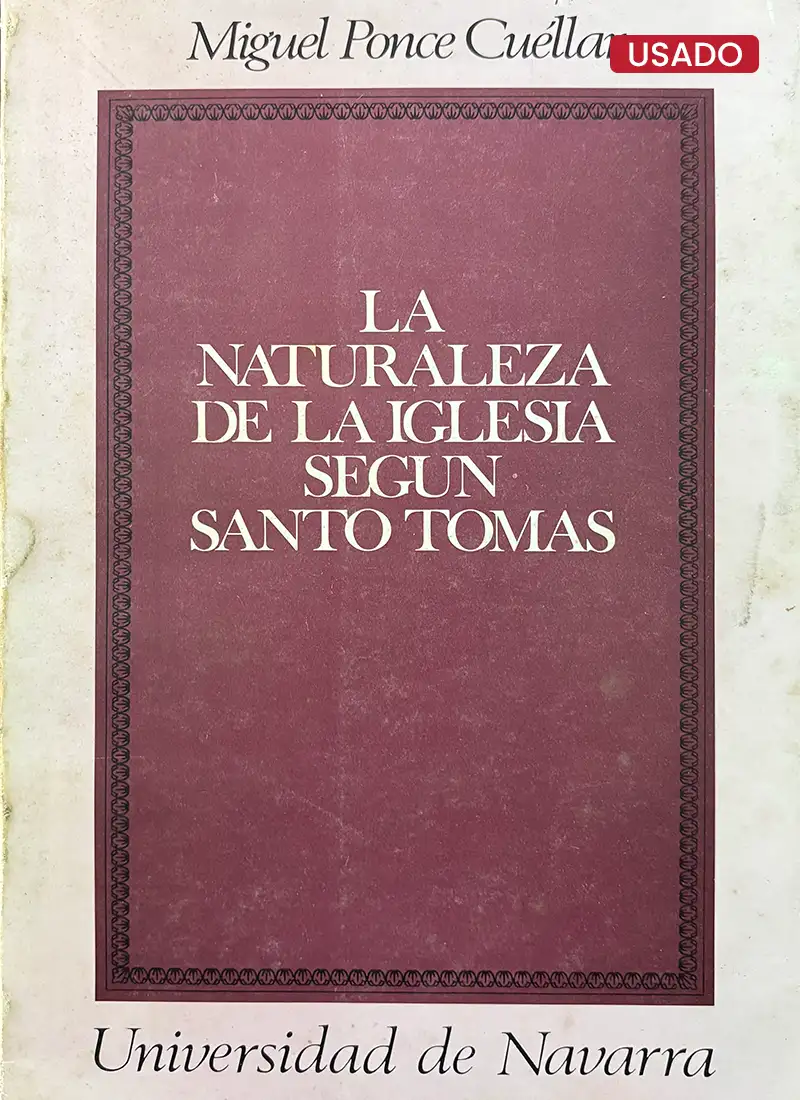 Miguel Ponce Cuéllar
USADO
LA
NATURALEZA
DE LA IGLESIA
SEGUN
SANTO TOMAS
Universidad de Navarra